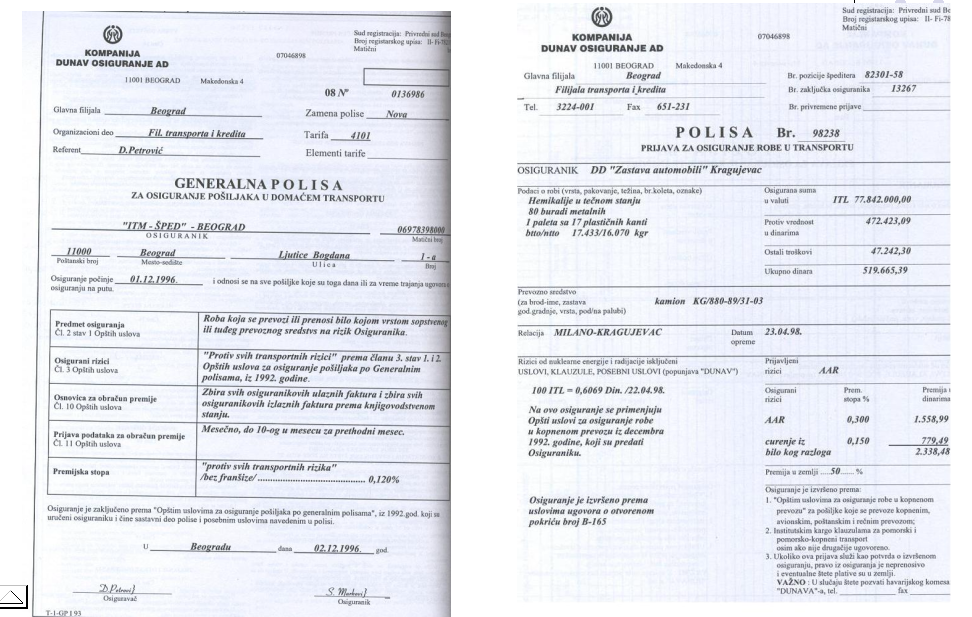 Sud registracija: Privredni sud Beog
Broj registarskog upisa: II- Fi-78
Matični
KOMPANIJA
DUNAV OSIGURANJE AD
07046898
11001 BEOGRAD Makedonska 4
08 Nº 0136986
Glavna filijala Beograd
Zamena polise Nova
Organizacioni deo Fil. transporta i kredita
Tarifa 4101
Referent D.Petrović
Elementi tarife
GENERALNA POLISA
ZA OSIGURANJE POŠILJAKA U DOMAĆEM TRANSPORTU
"ITM - ŠPED" - BEOGRAD 06978398000
OSIGURANIK Matični broj
11000 Beograd Ljutice Bogdana 1 - a
Poštanski broj Mesto-sedište Ulica Broj
Osiguranje počinje 01.12.1996. i odnosi se na sve pošiljke koje su toga dana ili za vreme trajanja ugovora o
osiguranju na putu.
Predmet osiguranja
Čl. 2 stav 1 Opštih uslova
Roba koja se prevozi ili prenosi bilo kojom vrstom sopstvenog
ili tuđeg prevoznog sredstvs na rizik Osiguranika.
Osigurani rizici
Čl. 3 Opštih uslova
"Protiv svih transportnih rizici" prema članu 3. stav 1. i 2.
Opštih uslova za osiguranje pošiljaka po Generalnim
polisama, iz 1992. godine.
Osnovica za obračun premije
Čl. 10 Opštih uslova
Zbira svih osiguranikovih ulaznih faktura i zbira svih
osiguranikovih izlaznih faktura prema knjigovodstvenom
stanju.
Prijava podataka za obračun premije
Čl. 11 Opštih uslova
Mesečno, do 10-og u mesecu za prethodni mesec.
Premijska stopa
"protiv svih transportnih rizika"
/bez franšize/........................................ 0,120%
Osiguranje je zaključeno prema "Opštim uslovima za osiguranje pošiljaka po generalnim polisama", iz 1992.god. koji su
uručeni osiguraniku i čine sastavni deo polise i posebnim uslovima navedenim u polisi.
U Beogradu dana 02.12.1996. god.
D.Petrović S. Marković
Osiguravač Osiguranik
T-1-GP I 93
Sud registracija: Privredni sud Be
Broj registarskog upisa: II- Fi-78
Matični
KOMPANIJA
DUNAV OSIGURANJE AD
07046898
11001 BEOGRAD Makedonska 4
Glavna filijala Beograd
Filijala transporta i kredita
Tel. 3224-001 Fax 651-231
Br. pozicije špeditera 82301-58
Br. zaključka osiguranika 13267
Br. privremene prijave
POLISA Br. 98238
PRIJAVA ZA OSIGURANJE ROBE U TRANSPORTU
OSIGURANIK DD "Zastava automobili" Kragujevac
Podaci o robi (vrsta, pakovanje, težina, br.koleta, oznake)
Hemikalije u tečnom stanju
80 buradi metalnih
1 paleta sa 17 plastičnih kanti
btto/ntto 17.433/16.070 kgr
Osigurana suma
u valuti ITL 77.842.000,00
Protiv vrednost 472.423,09
u dinarima
Ostali troškovi 47.242,30
Ukupno dinara 519.665,39
Prevozno sredatvo
(za brod-ime, zastava kamion KG/880-89/31-03
god.gradnje, vrsta, pod/na palubi)
Relacija MILANO-KRAGUJEVAC
Datum 23.04.98.
opreme
Rizici od nuklearne energije i radijacije isključeni
USLOVI, KLAUZULE, POSEBNI USLOVI (popunjava "DUNAV")
Prijavljeni
rizici AAR
100 ITL = 0,6069 Din. /22.04.98.
Na ovo osiguranje se primenjuju
Opšti uslovi za osiguranje robe
u kopnenom prevozu iz decembra
1992. godine, koji su predati
Osiguraniku.
Osigurani Prem. Premija u
rizici stopa % dinarima
AAR 0,300 1.558,99
curenje iz 0,150 779,49
bilo kog razloga 2.338,48
Premija u zemlji .....50...... %
Osiguranje je izvršeno prema
uslovima ugovora o otvorenom
pokriću broj B-165
Osiguranje je izvršeno prema:
1. "Opštim uslovima za osiguranje robe u kopnenom
prevozu" za pošiljke koje se prevoze kopnenim,
avionskim, poštanskim i rečnim prevozom;
2. Institutskim kargo klauzulama za pomorski i
pomorsko-kopneni transport
osim ako nije drugačije ugovoreno.
3. Ukoliko ova prijava služi kao potvrda o izvršenom
osiguranju, pravo iz osiguranja je neprenosivo
i eventualne štete plative su u zemlji.
VAŽNO : U slučaju štete pozvati havarijskog komesa
"DUNAVA"-a, tel. fax